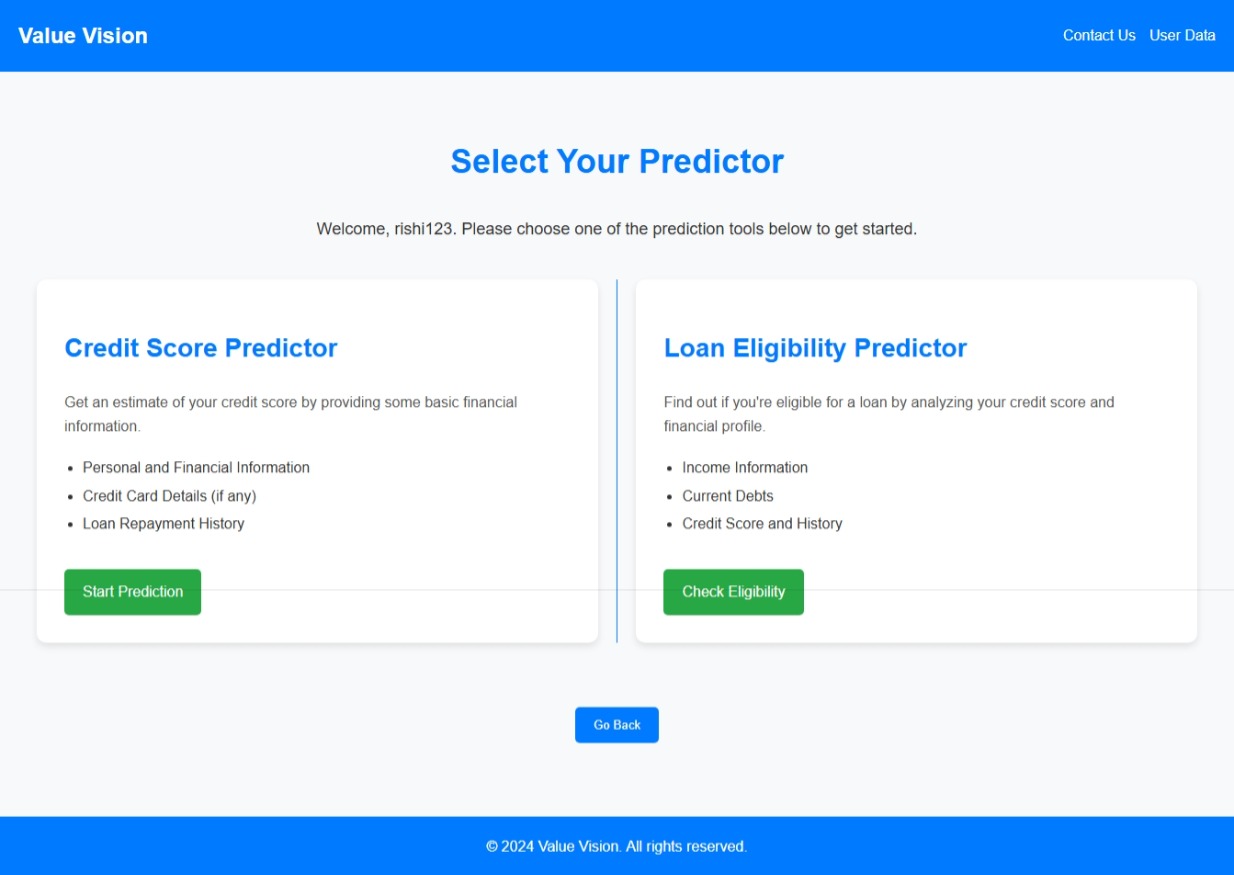 Value Vision
Contact Us
User Data
Select Your Predictor
Welcome, rishi123. Please choose one of the prediction tools below to get started.
Credit Score Predictor
Get an estimate of your credit score by providing some basic financial
information.
• Personal and Financial Information
• Credit Card Details (if any)
• Loan Repayment History
Start Prediction
Loan Eligibility Predictor
Find out if you're eligible for a loan by analyzing your credit score and
financial profile.
• Income Information
• Current Debts
• Credit Score and History
Check Eligibility
Go Back
© 2024 Value Vision. All rights reserved.